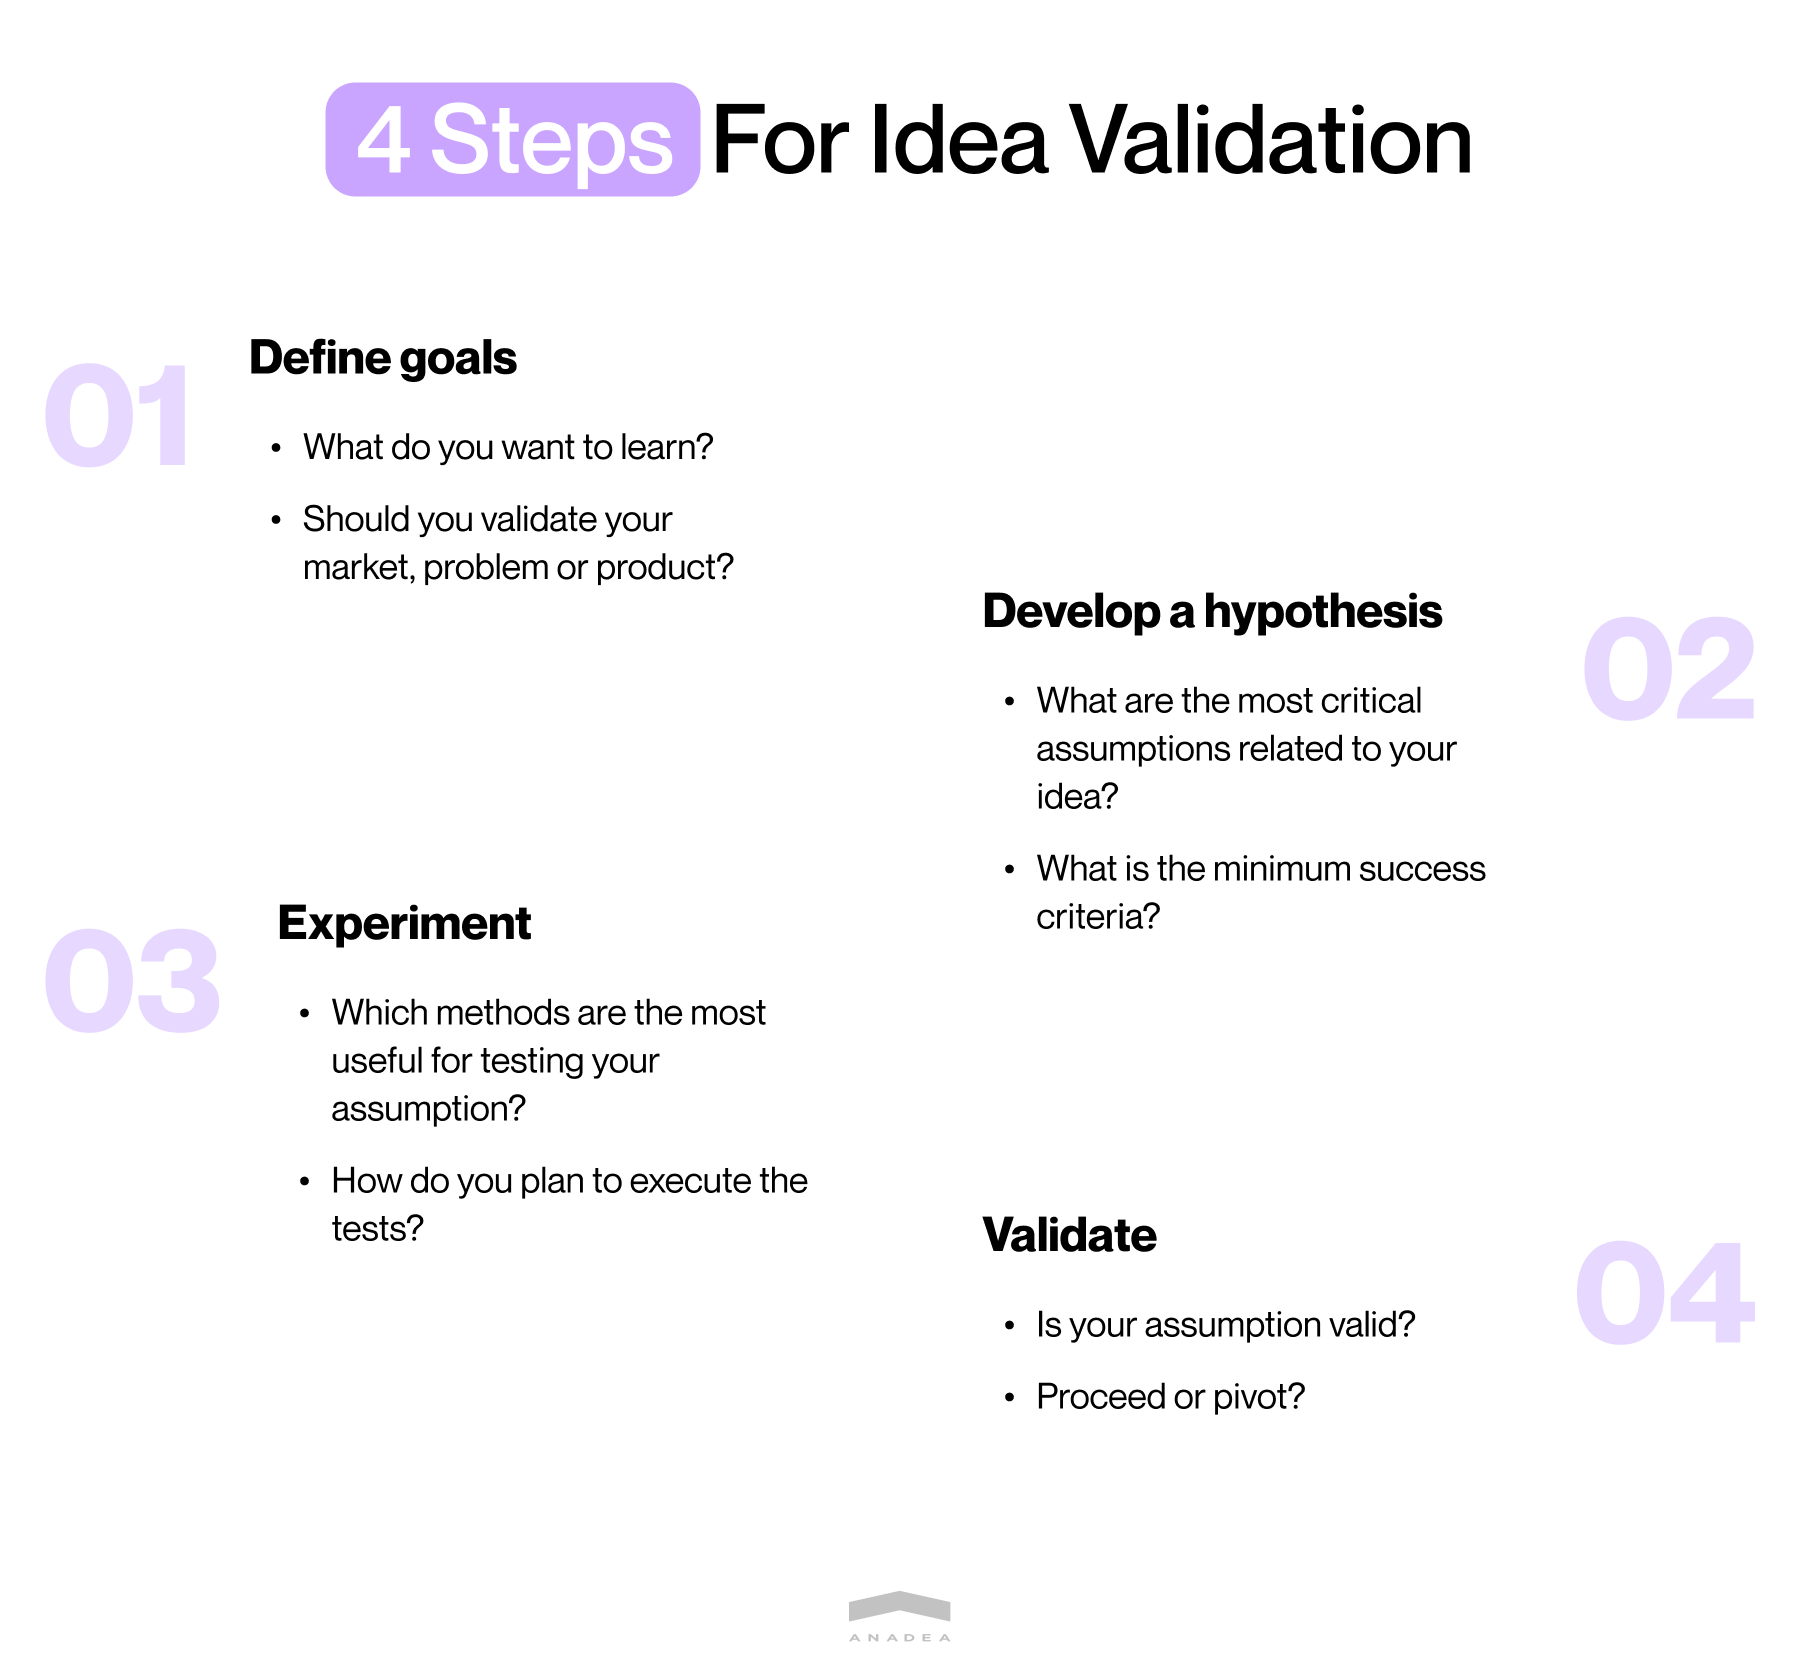 4 Steps For Idea Validation
01
Define goals
• What do you want to learn?
• Should you validate your
market, problem or product?
02
Develop a hypothesis
• What are the most critical
assumptions related to your
idea?
• What is the minimum success
criteria?
03
Experiment
• Which methods are the most
useful for testing your
assumption?
• How do you plan to execute the
tests?
04
Validate
• Is your assumption valid?
• Proceed or pivot?
ANADEA